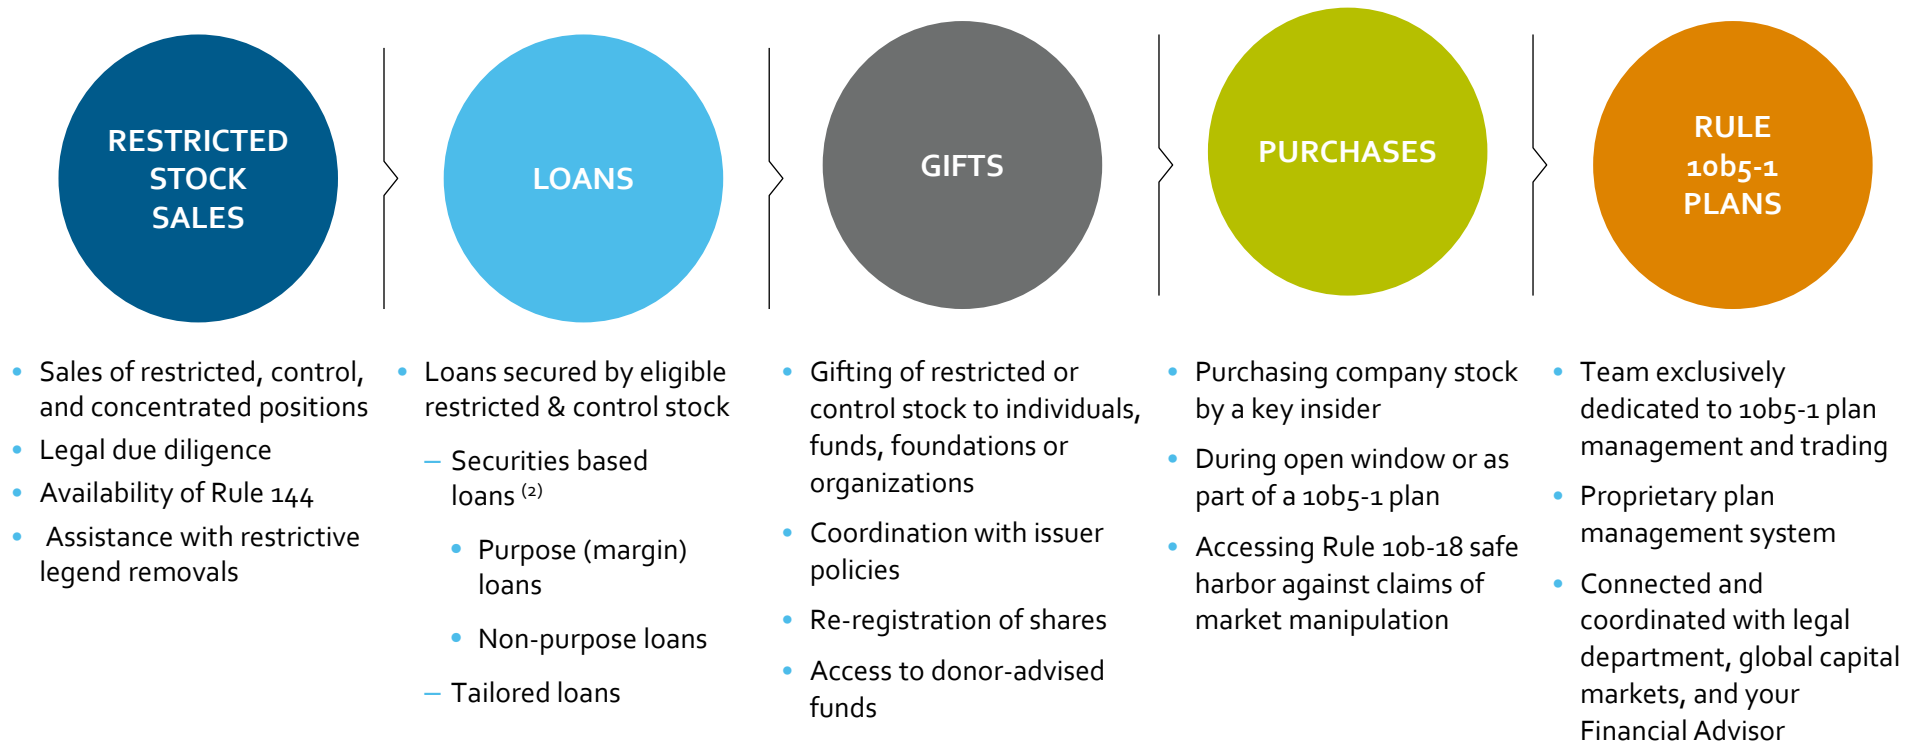 RESTRICTED
STOCK
SALES
LOANS
GIFTS
PURCHASES
RULE
10b5-1
PLANS
• Sales of restricted, control,
and concentrated positions
• Legal due diligence
• Availability of Rule 144
• Assistance with restrictive
legend removals
• Loans secured by eligible
restricted & control stock
– Securities based
loans (2)
• Purpose (margin)
loans
• Non-purpose loans
– Tailored loans
• Gifting of restricted or
control stock to individuals,
funds, foundations or
organizations
• Coordination with issuer
policies
• Re-registration of shares
• Access to donor-advised
funds
• Purchasing company stock
by a key insider
• During open window or as
part of a 10b5-1 plan
• Accessing Rule 10b-18 safe
harbor against claims of
market manipulation
• Team exclusively
dedicated to 10b5-1 plan
management and trading
• Proprietary plan
management system
• Connected and
coordinated with legal
department, global capital
markets, and your
Financial Advisor